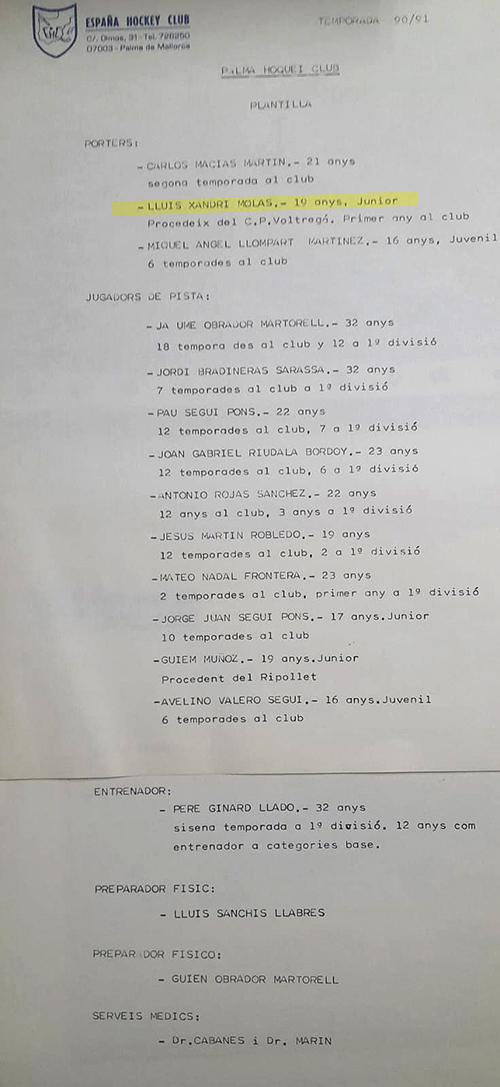 ESPAÑA HOCKEY CLUB
C/. Olmos, 31 - Tel. 726250
07003 - Palma de Mallorca
TEMPORADA 90/91
PALMA HOQUEI CLUB
PLANTILLA
PORTERS:
- CARLOS MACIAS MARTIN.- 21 anys
segona temporada al club
- LLUIS XANDRI MOLAS.- 19 anys, Junior
Procedeix del C.P.Voltregá. Primer any al club
- MIQUEL ANGEL LLOMPART MARTINEZ.- 16 anys, Juvenil
6 temporades al club
JUGADORS DE PISTA:
- JA UME OBRADOR MARTORELL.- 32 anys
18 tempora des al club y 12 a 1º divisió
- JORDI BRADINERAS SARASSA.- 32 anys
7 temporades al club a 1º divisió
- PAU SEGUI PONS.- 22 anys
12 temporades al club, 7 a 1º divisió
- JOAN GABRIEL RIUDALA BORDOY.- 23 anys
12 temporades al club, 6 a 1º divisió
- ANTONIO ROJAS SANCHEZ.- 22 anys
12 anys al club, 3 anys a 1º divisió
- JESUS MARTIN ROBLEDO.- 19 anys
12 temporades al club, 2 a 1º divisió
- MATEO NADAL FRONTERA.- 23 anys
2 temporades al club, primer any a 1º divisió
- JORGE JUAN SEGUI PONS.- 17 anys.Junior
10 temporades al club
- GUIEM MUÑOZ.- 19 anys.Junior
Procedent del Ripollet
- AVELINO VALERO SEGUI.- 16 anys.Juvenil
6 temporades al club
ENTRENADOR:
- PERE GINARD LLADO.- 32 anys
sisena temporada a 1º divisió. 12 anys com
entrenador a categories base.
PREPARADOR FISIC:
- LLUIS SANCHIS LLABRES
PREPARADOR FISICO:
- GUIEN OBRADOR MARTORELL
SERVEIS MEDICS:
- Dr.CABANES i Dr. MARIN